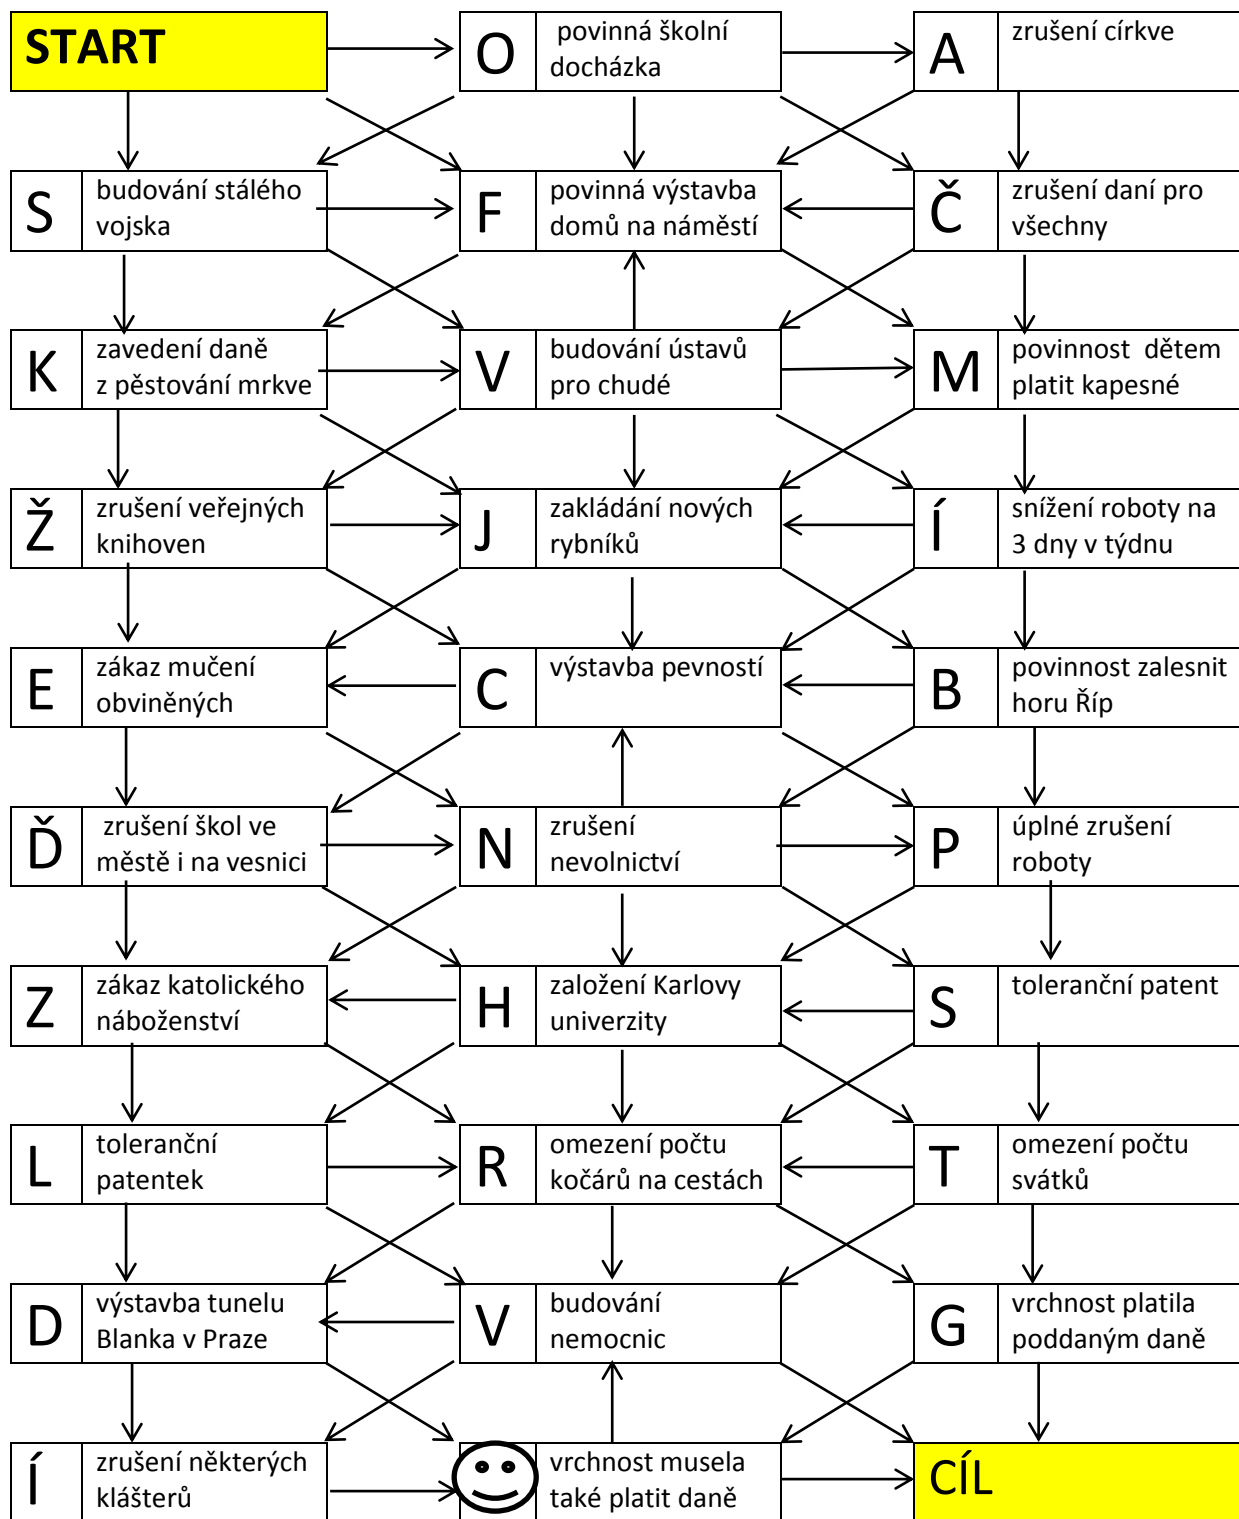 START
O
povinná školní
docházka
A
zrušení církve
S
budování stálého
vojska
F
povinná výstavba
domů na náměstí
Č
zrušení daní pro
všechny
K
zavedení daně
z pěstování mrkve
V
budování ústavů
pro chudé
M
povinnost dětem
platit kapesné
Ž
zrušení veřejných
knihoven
J
zakládání nových
rybníků
Í
snížení roboty na
3 dny v týdnu
E
zákaz mučení
obviněných
C
výstavba pevností
B
povinnost zalesnit
horu Říp
Ď
zrušení škol ve
městě i na vesnici
N
zrušení
nevolnictví
P
úplné zrušení
roboty
Z
zákaz katolického
náboženství
H
založení Karlovy
univerzity
S
toleranční patent
L
toleranční
patentek
R
omezení počtu
kočárů na cestách
T
omezení počtu
svátků
D
výstavba tunelu
Blanka v Praze
V
budování
nemocnic
G
vrchnost platila
poddaným daně
Í
zrušení některých
klášterů
vrchnost musela
také platit daně
CÍL